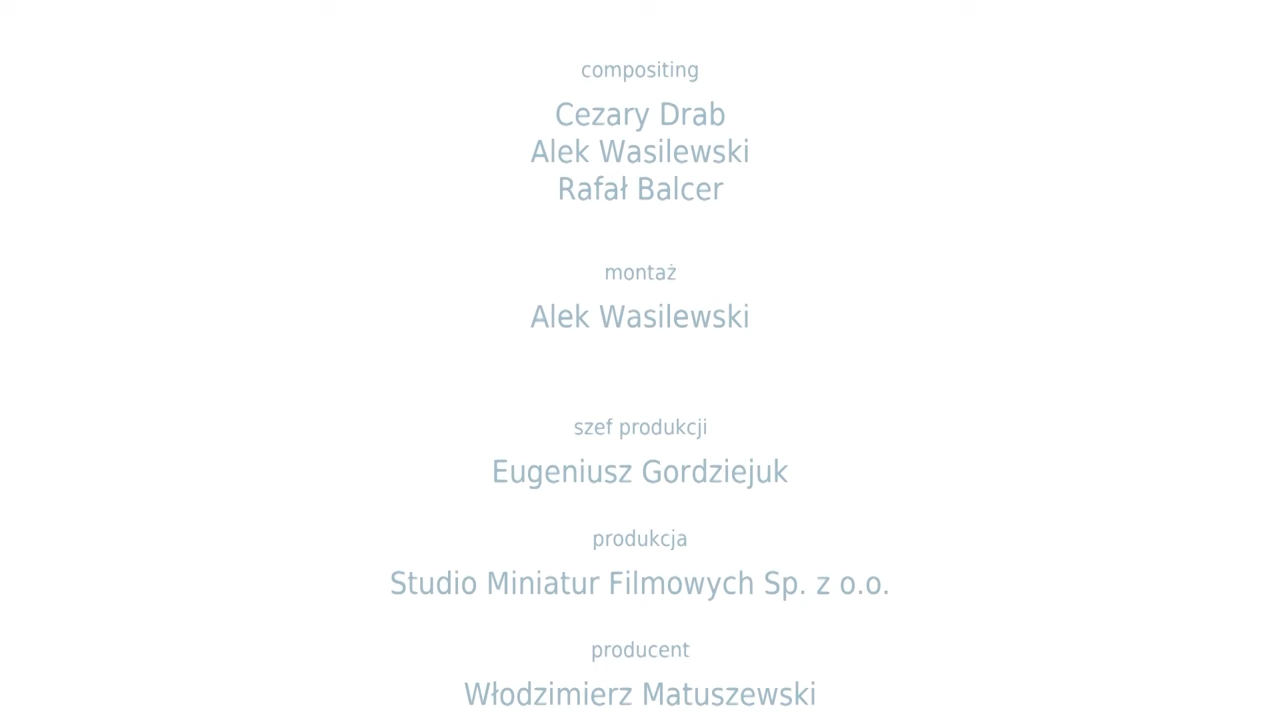 compositing
Cezary Drab
Alek Wasilewski
Rafał Balcer
montaż
Alek Wasilewski
szef produkcji
Eugeniusz Gordziejuk
produkcja
Studio Miniatur Filmowych Sp. z o.o.
producent
Włodzimierz Matuszewski